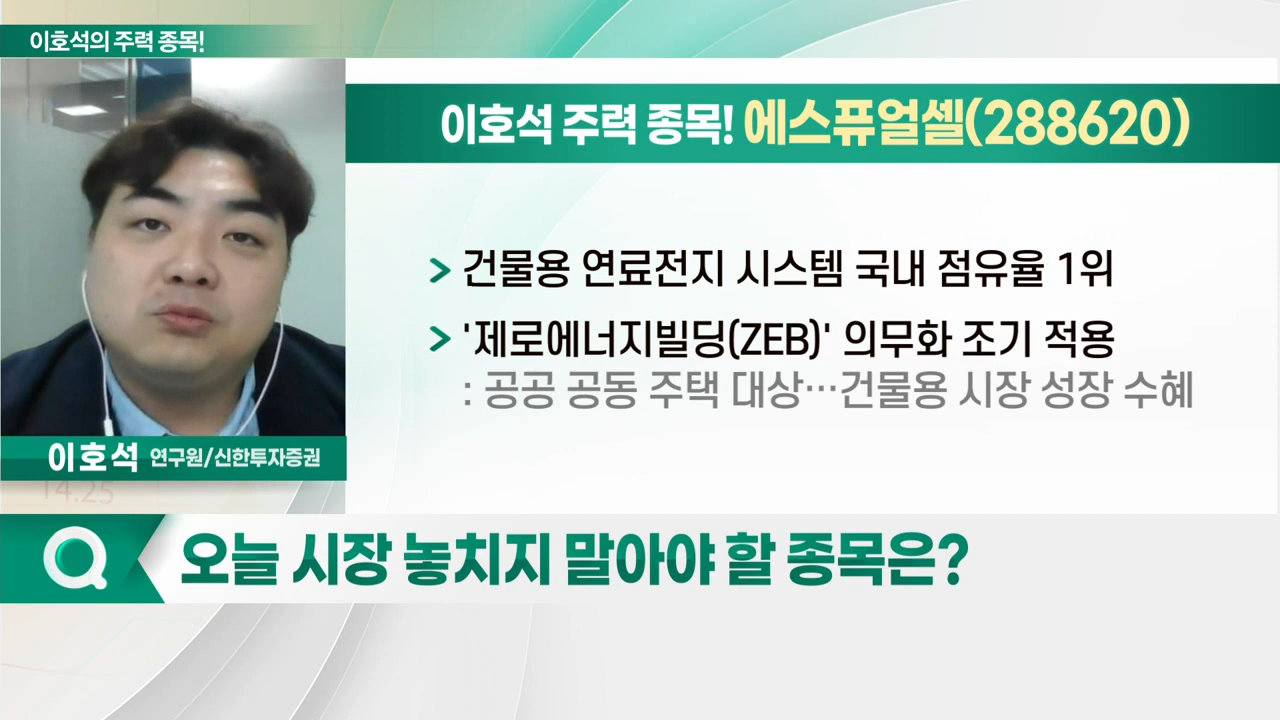 이호석의 주력 종목!
이호석 주력 종목! 에스퓨얼셀(288620)
> 건물용 연료전지 시스템 국내 점유율 1위
> '제로에너지빌딩(ZEB)' 의무화 조기 적용
: 공공 공동 주택 대상…건물용 시장 성장 수혜
이호석 연구원/신한투자증권
14.25
Q 오늘 시장 놓치지 말아야 할 종목은?